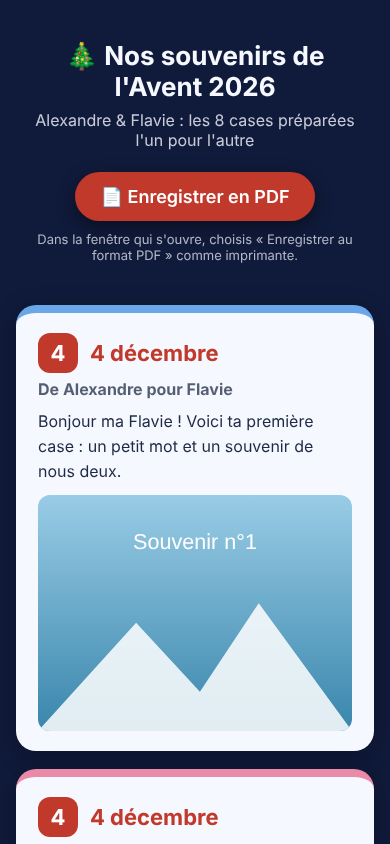 🎄 Nos souvenirs de
l'Avent 2026
Alexandre & Flavie : les 8 cases préparées
l'un pour l'autre
📄 Enregistrer en PDF
Dans la fenêtre qui s'ouvre, choisis « Enregistrer au
format PDF » comme imprimante.
4 4 décembre
De Alexandre pour Flavie
Bonjour ma Flavie ! Voici ta première
case : un petit mot et un souvenir de
nous deux.
Souvenir n°1
4 4 décembre